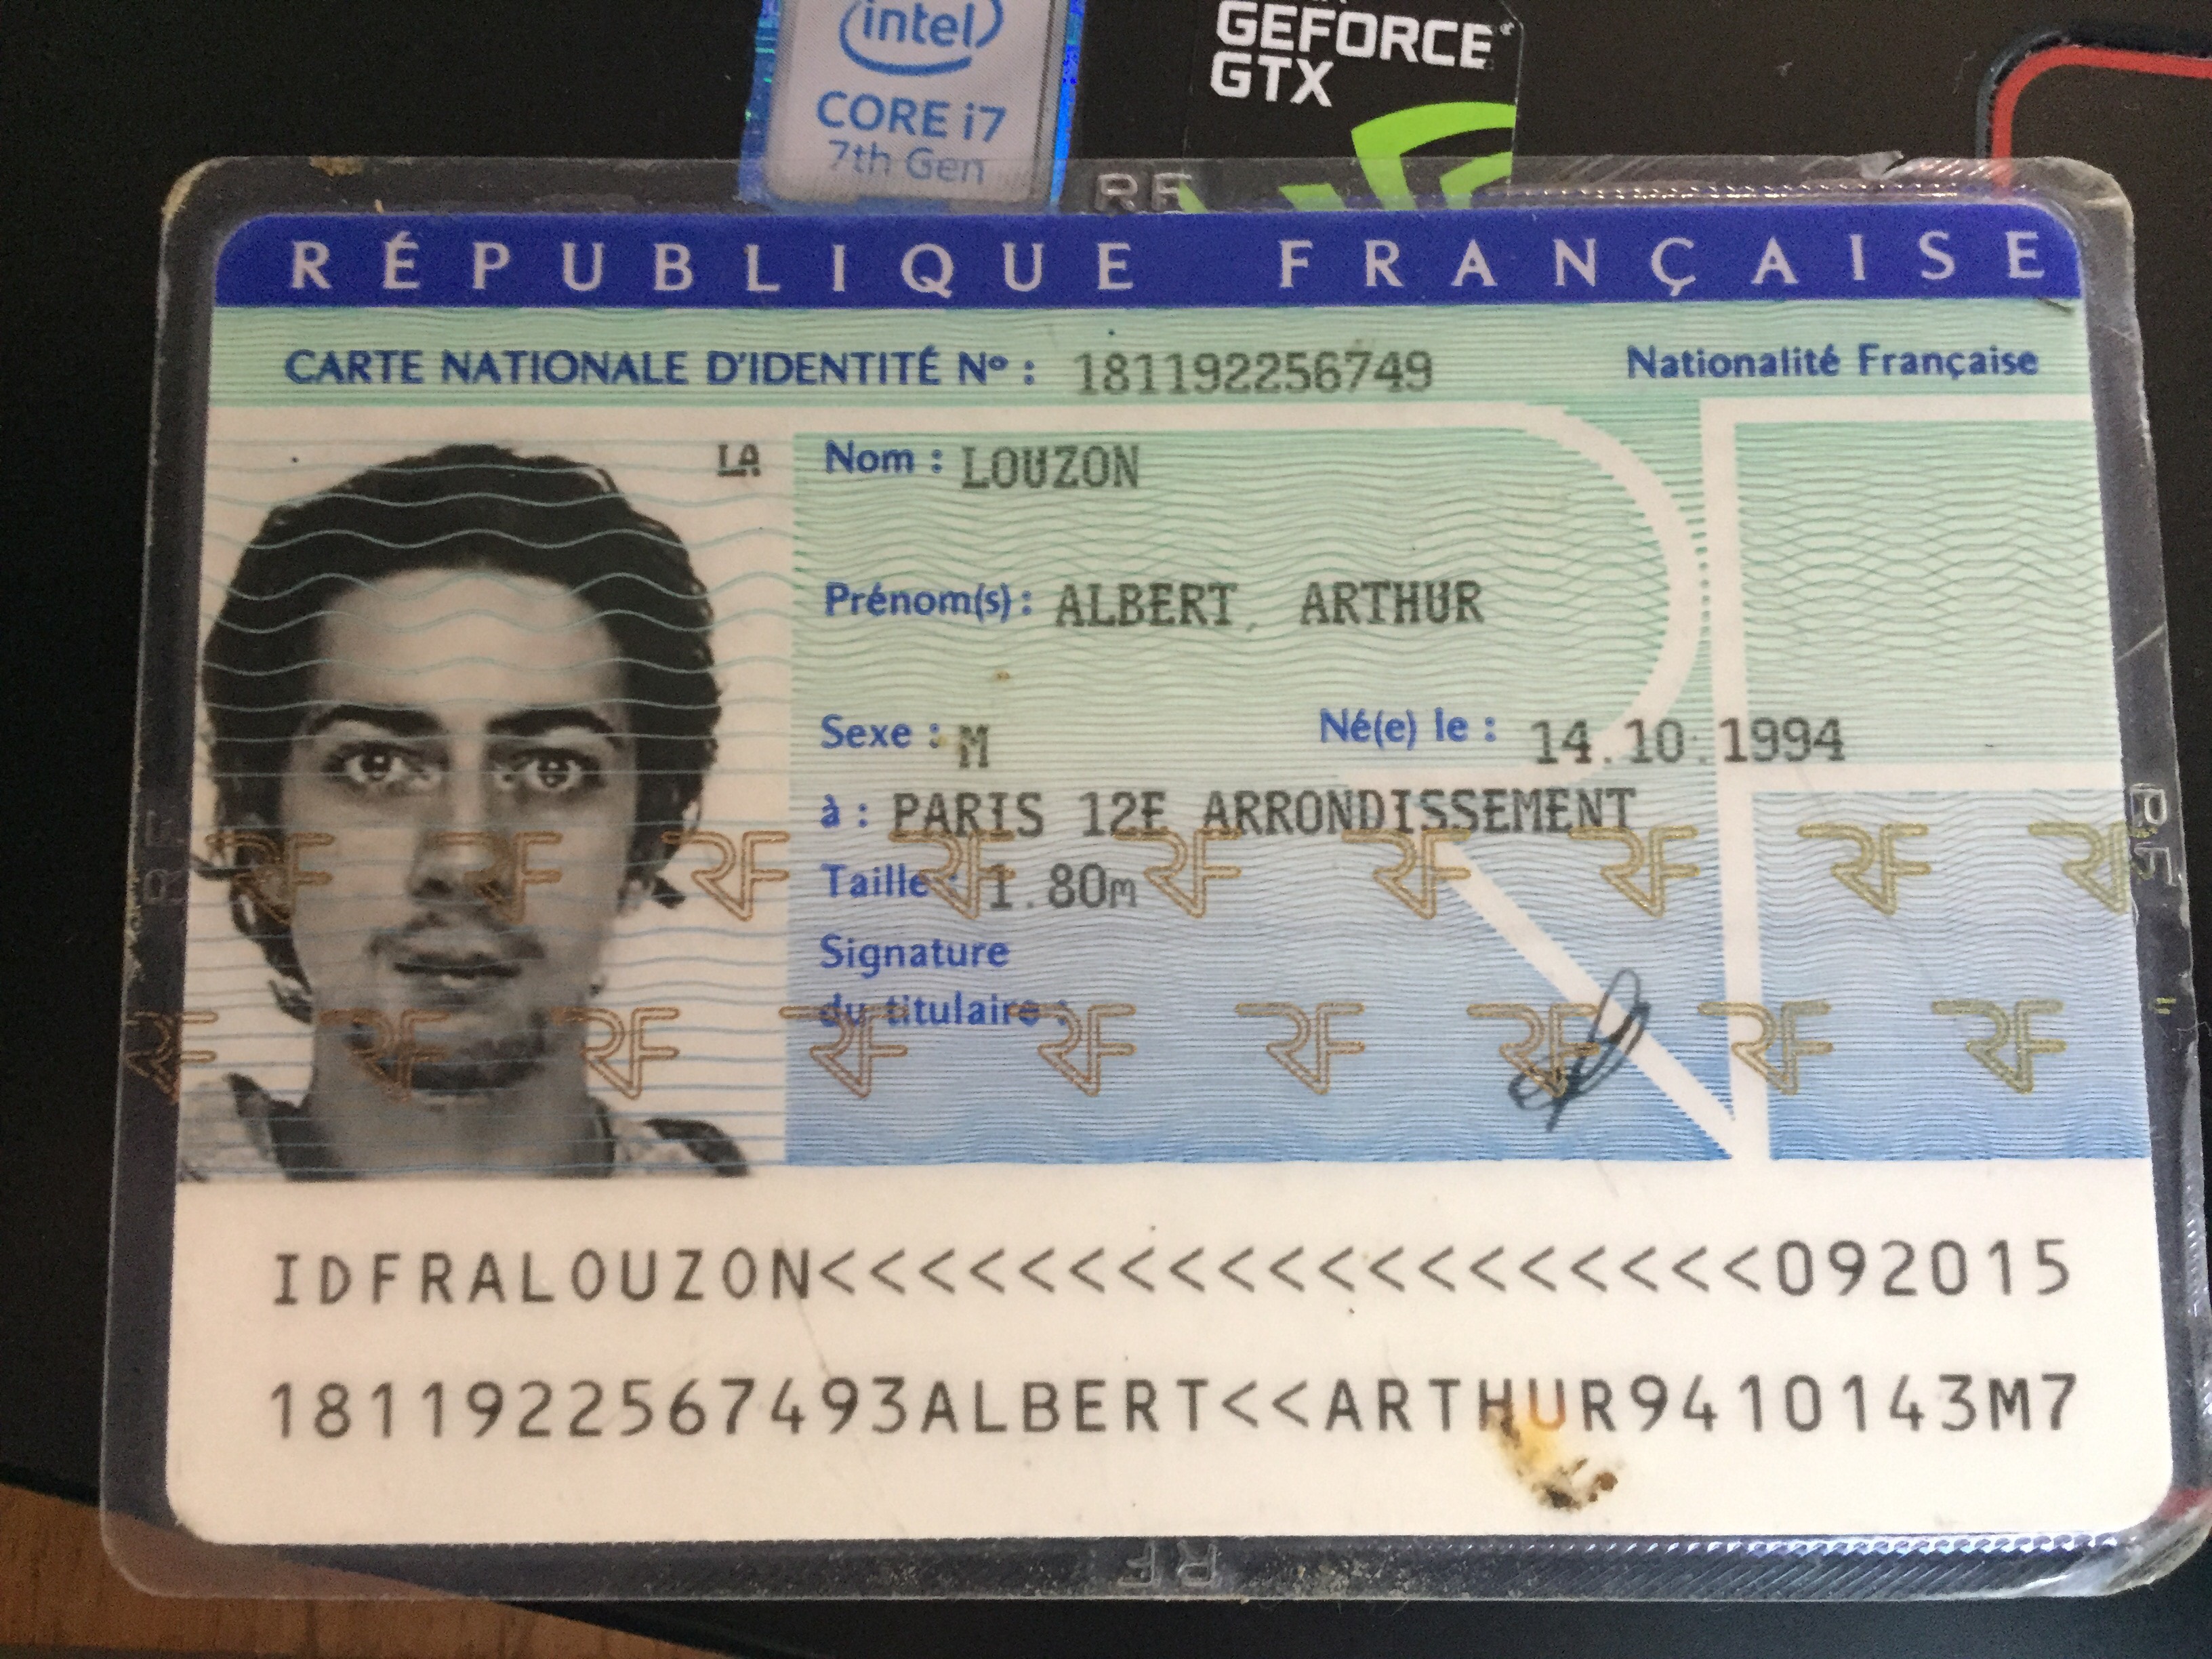 intel
CORE i7
7th Gen
GEFORCE
GTX
RF
RÉPUBLIQUE FRANÇAISE
CARTE NATIONALE D'IDENTITÉ Nº : 181192256749 Nationalité Française
LA
Nom : LOUZON
Prénom(s) : ALBERT, ARTHUR
Sexe : M Né(e) le : 14.10.1994
à : PARIS 12E ARRONDISSEMENT
Taille : 1.80m
Signature
du titulaire :
RF RF RF RF RF RF RF RF RF
RF RF RF RF RF RF RF RF RF
IDFRALOUZON<<<<<<<<<<<<<<<<<<<092015
1811922567493ALBERT<<ARTHUR9410143M7
RF